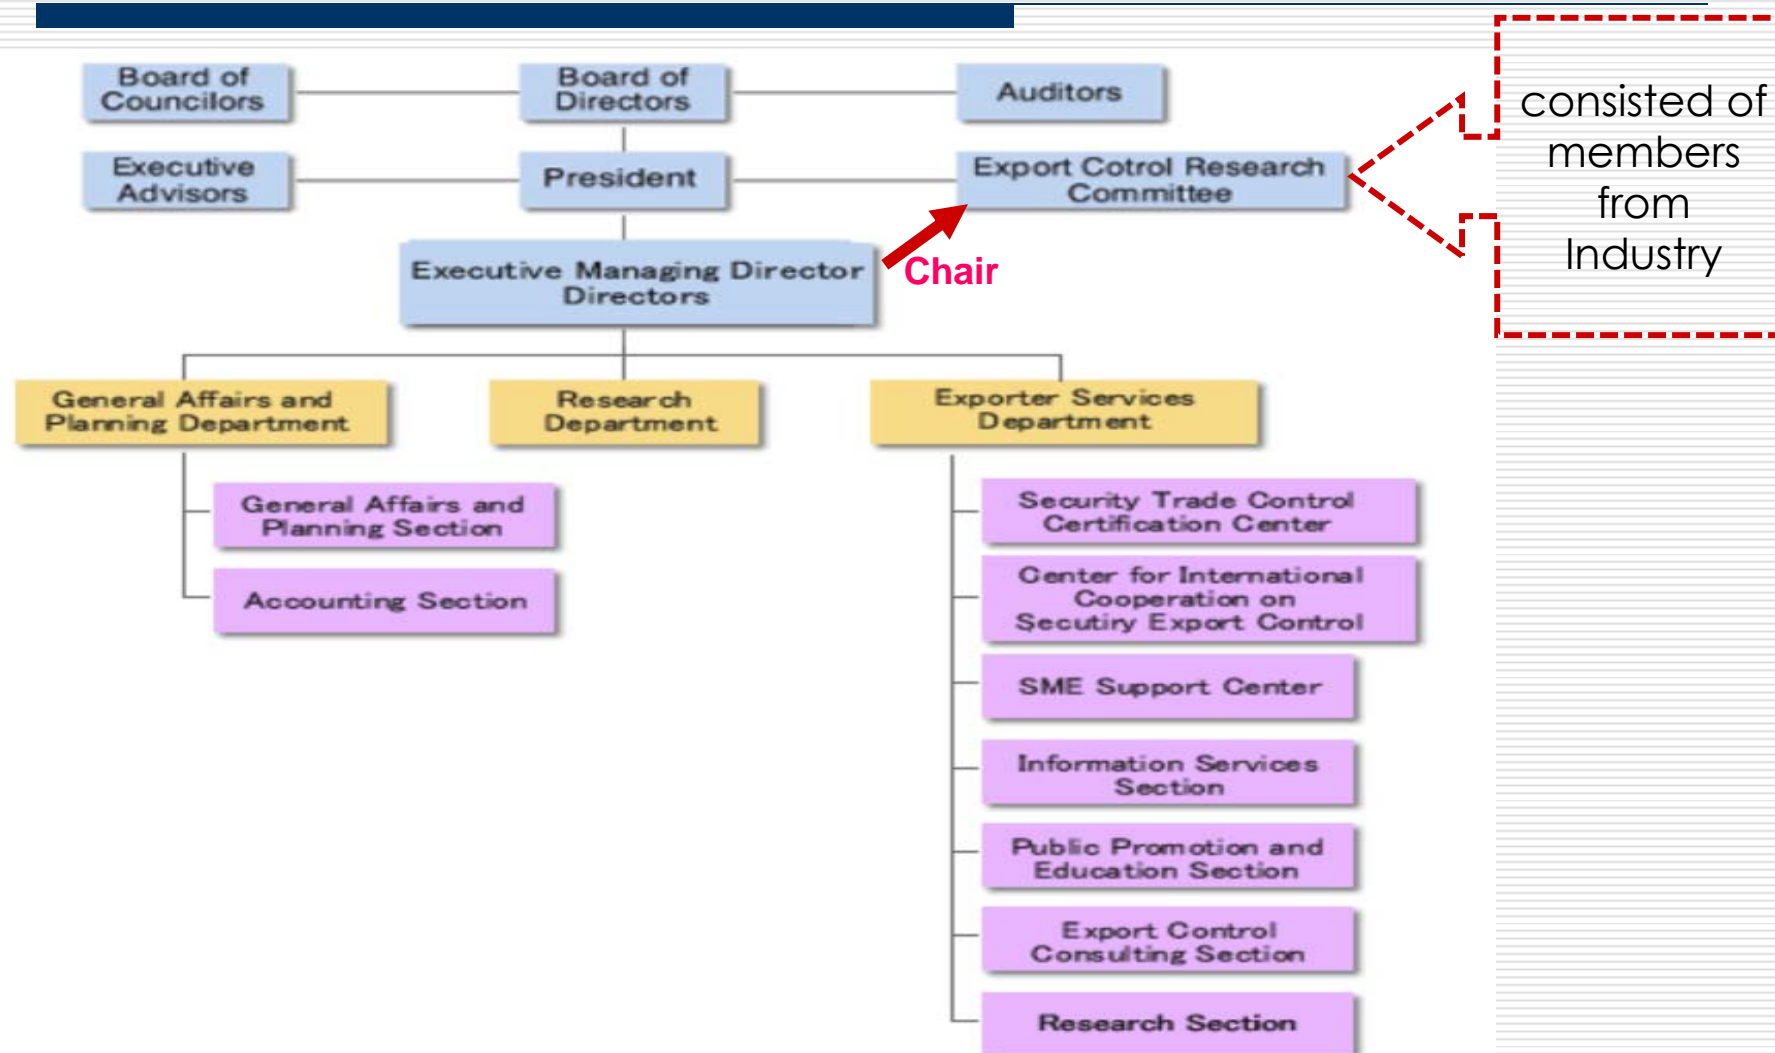 Board of
Councilors
Board of
Directors
Auditors
consisted of
members
from
Industry
Executive
Advisors
President
Export Cotrol Research
Committee
Executive Managing Director
Directors
Chair
General Affairs and
Planning Department
Research
Department
Exporter Services
Department
General Affairs and
Planning Section
Accounting Section
Security Trade Control
Certification Center
Center for International
Cooperation on
Secutiry Export Control
SME Support Center
Information Services
Section
Public Promotion and
Education Section
Export Control
Consulting Section
Research Section